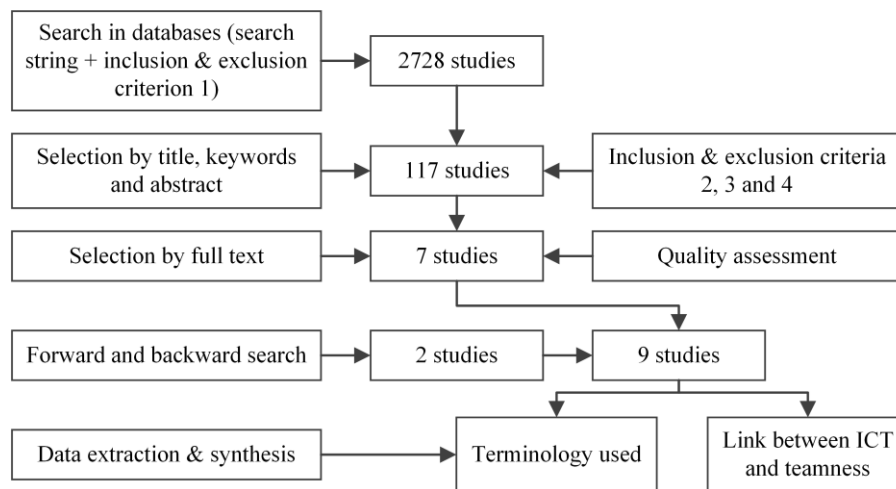 Search in databases (search
string + inclusion & exclusion
criterion 1)
2728 studies
Selection by title, keywords
and abstract
117 studies
Inclusion & exclusion criteria
2, 3 and 4
Selection by full text
7 studies
Quality assessment
Forward and backward search
2 studies
9 studies
Data extraction & synthesis
Terminology used
Link between ICT
and teamness